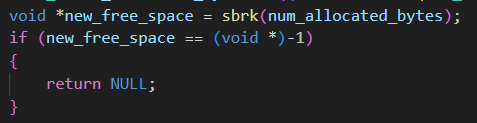 void *new_free_space = sbrk(num_allocated_bytes);
if (new_free_space == (void *)-1)
{
    return NULL;
}